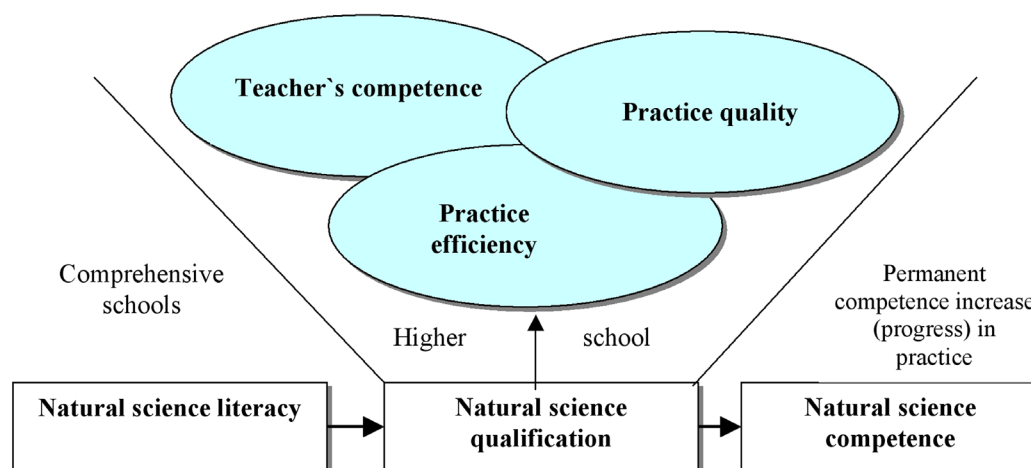 Teacher`s competence
Practice quality
Practice
efficiency
Comprehensive
schools
Higher school
Permanent
competence increase
(progress) in
practice
Natural science literacy
Natural science
qualification
Natural science
competence